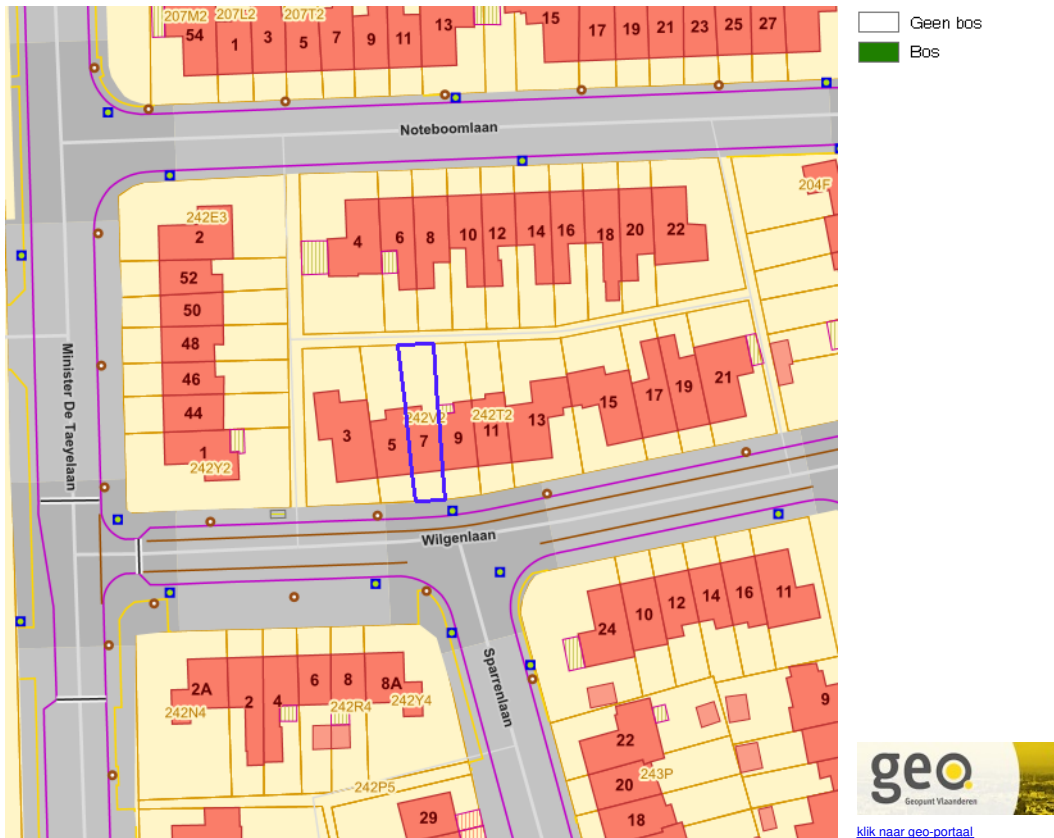 207M2
207L2
207T2
54
1
3
5
7
9
11
13
15
17
19
21
23
25
27
Geen bos
Bos
Noteboomlaan
204F
242E3
2
4
6
8
10
12
14
16
18
20
22
52
50
48
46
44
1
242Y2
Minister De Taeyelaan
3
5
242V2
7
9
242T2
11
13
15
17
19
21
Wilgenlaan
24
10
12
14
16
11
Sparrenlaan
2A
2
4
6
8
8A
242N4
242R4
242Y4
242P5
29
22
20
18
243P
9
geo.
Geopunt Vlaanderen
klik naar geo-portaal